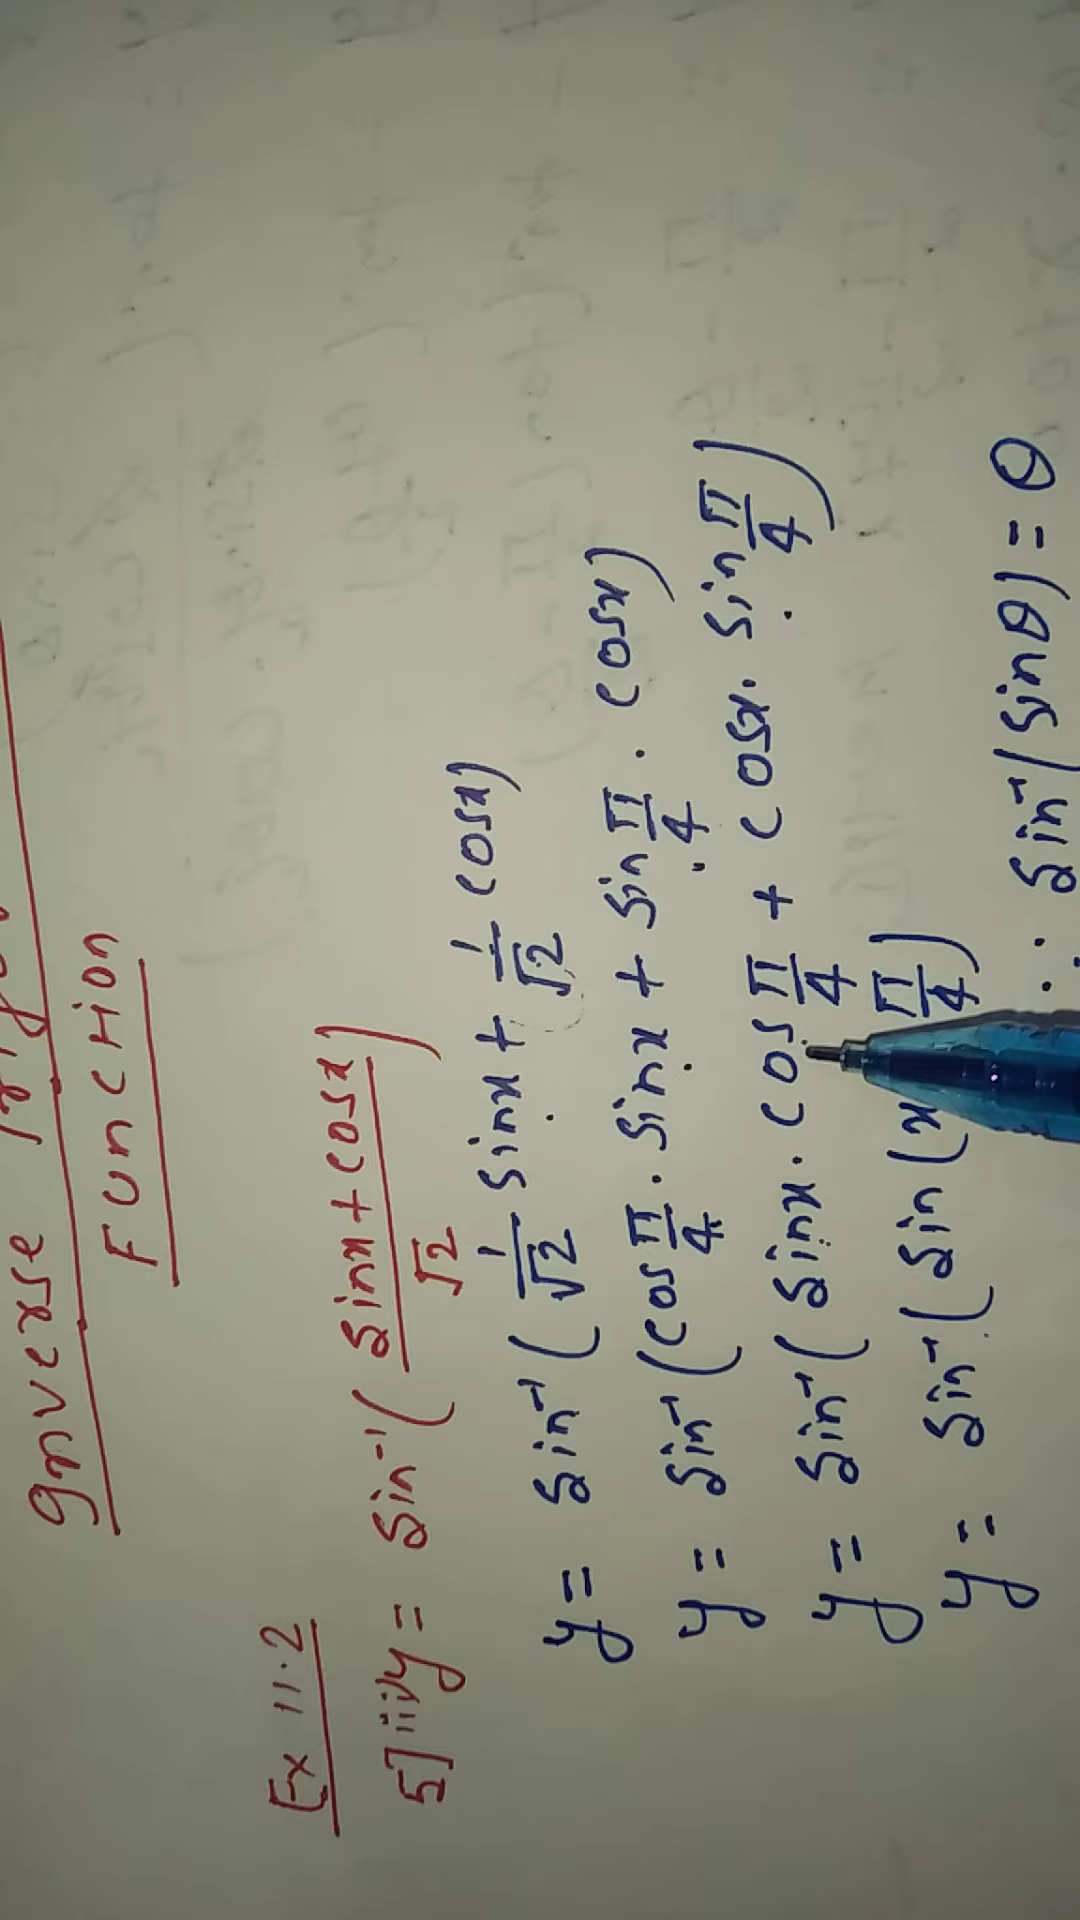 Inverse
Function
Ex 11.2
5] ii) y = sin⁻¹( (sinx + cosx)/√2 )
y = sin⁻¹( 1/√2 sinx + 1/√2 cosx)
y = sin⁻¹(cos π/4 . sinx + sin π/4 . cosx)
y = sin⁻¹( sinx. cos π/4 + cosx. sin π/4 )
y = sin⁻¹( sin (x π/4 )
∴ sin⁻¹(sinθ) = θ